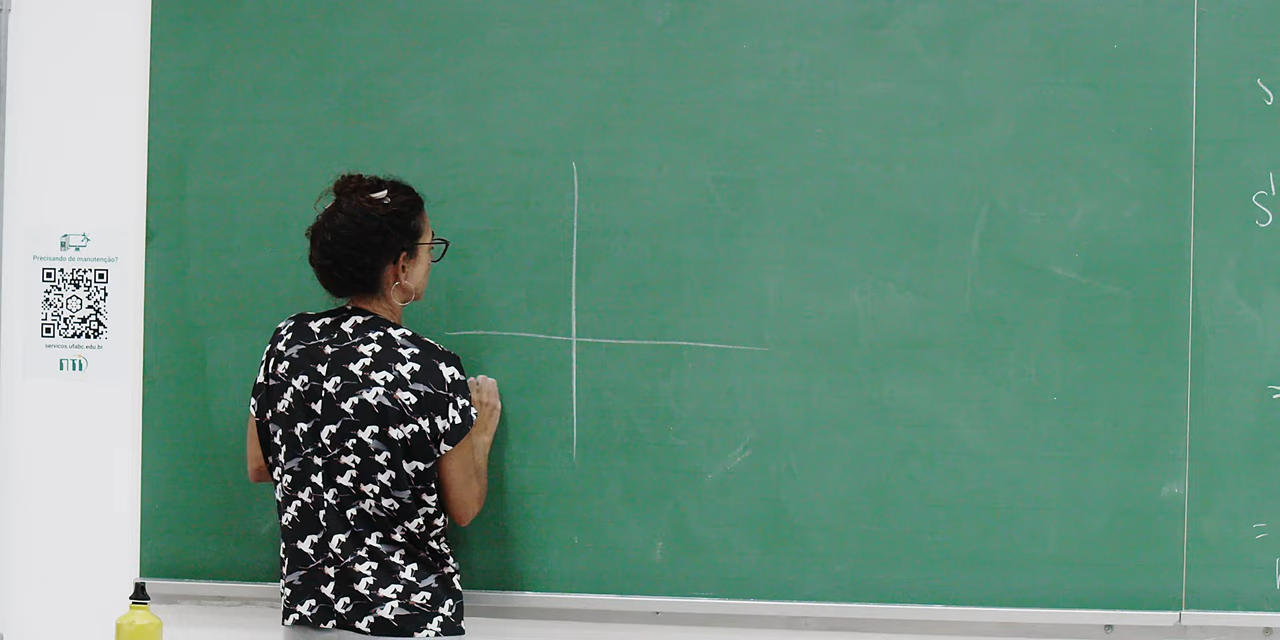 Precisando de manutenção?
servicos.ufabc.edu.br
NTI
S
S'
=